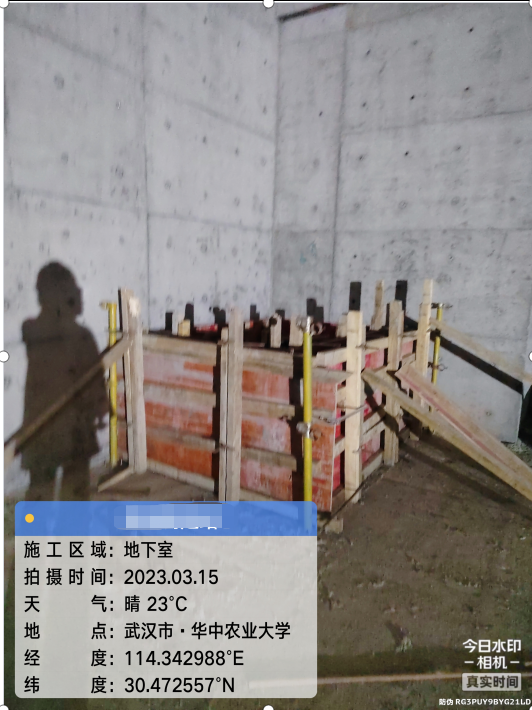 施工区域：地下室
拍摄时间：2023.03.15
天气：晴 23℃
地点：武汉市·华中农业大学
经度：114.342988°E
纬度：30.472557°N
今日水印
相机
真实时间
防伪 RG3PUY9BYG21LD